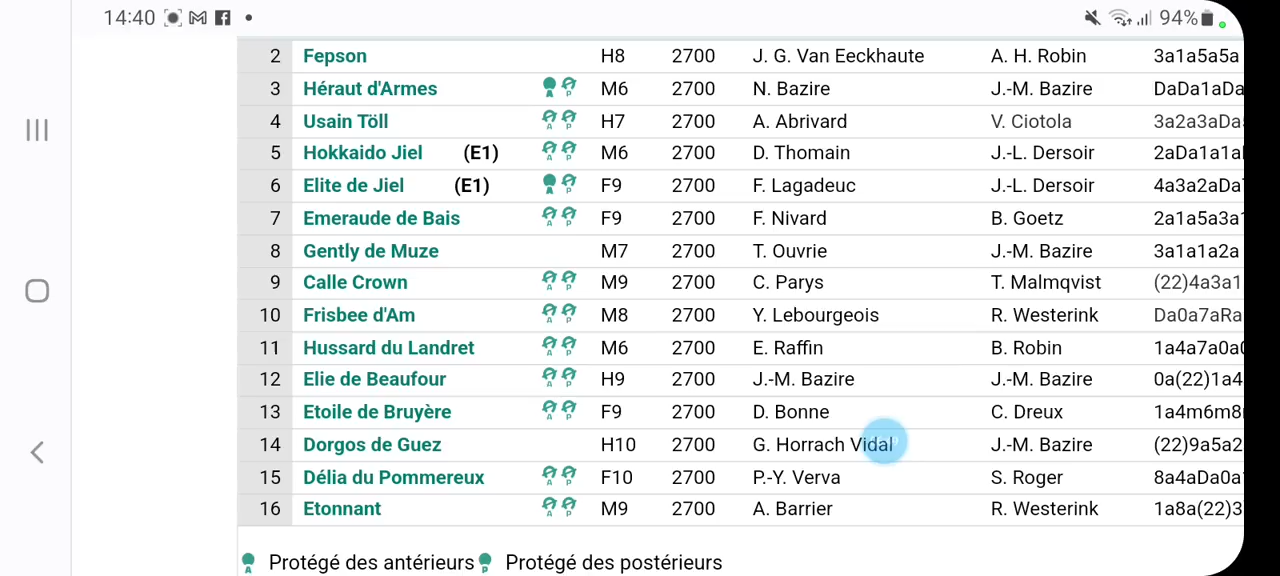 14:40 94%
2 Fepson H8 2700 J. G. Van Eeckhaute A. H. Robin 3a1a5a5a
3 Héraut d'Armes A P M6 2700 N. Bazire J.-M. Bazire DaDa1aDa
4 Usain Töll A P H7 2700 A. Abrivard V. Ciotola 3a2a3aDa
5 Hokkaido Jiel (E1) A P M6 2700 D. Thomain J.-L. Dersoir 2aDa1a1a
6 Elite de Jiel (E1) A P F9 2700 F. Lagadeuc J.-L. Dersoir 4a3a2aDa
7 Emeraude de Bais A P F9 2700 F. Nivard B. Goetz 2a1a5a3a
8 Gently de Muze M7 2700 T. Ouvrie J.-M. Bazire 3a1a1a2a
9 Calle Crown A P M9 2700 C. Parys T. Malmqvist (22)4a3a1
10 Frisbee d'Am A P M8 2700 Y. Lebourgeois R. Westerink Da0a7aRa
11 Hussard du Landret A P M6 2700 E. Raffin B. Robin 1a4a7a0a
12 Elie de Beaufour A P H9 2700 J.-M. Bazire J.-M. Bazire 0a(22)1a4
13 Etoile de Bruyère A P F9 2700 D. Bonne C. Dreux 1a4m6m8
14 Dorgos de Guez H10 2700 G. Horrach Vidal J.-M. Bazire (22)9a5a2
15 Délia du Pommereux A P F10 2700 P.-Y. Verva S. Roger 8a4aDa0a
16 Etonnant A P M9 2700 A. Barrier R. Westerink 1a8a(22)3
A Protégé des antérieurs P Protégé des postérieurs